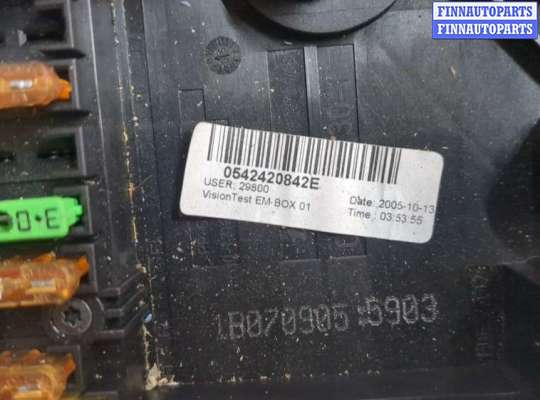 FINNAUTOPARTS
FINNAUTOPARTS
FINNAUTOPARTS
0542420842E
USER: 29800
Date: 2005-10-13
VisionTest EM-BOX 01
Time: 03:53:55
1B070905:5903